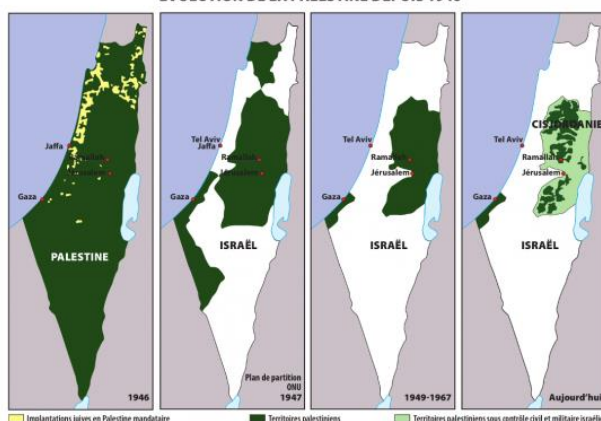 Jaffa
Ramallah
Jérusalem
Gaza
PALESTINE
1946
Tel Aviv
Jaffa
Ramallah
Jérusalem
Gaza
ISRAËL
Plan de partition
ONU
1947
Tel Aviv
Ramallah
Jérusalem
Gaza
ISRAËL
1949-1967
CISJORDANIE
Tel Aviv
Ramallah
Jérusalem
Gaza
ISRAËL
Aujourd'hui
Implantations juives en Palestine mandataire
Territoires palestiniens
Territoires palestiniens sous contrôle civil et militaire israélien